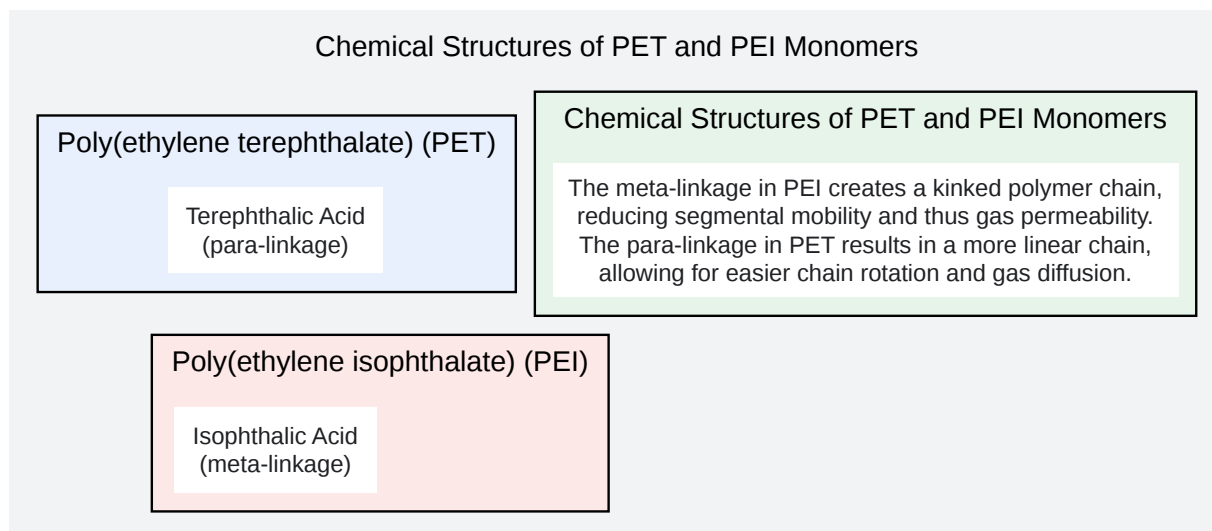 Chemical Structures of PET and PEI Monomers
Poly(ethylene terephthalate) (PET)
Terephthalic Acid
(para-linkage)
Chemical Structures of PET and PEI Monomers
The meta-linkage in PEI creates a kinked polymer chain,
reducing segmental mobility and thus gas permeability.
The para-linkage in PET results in a more linear chain,
allowing for easier chain rotation and gas diffusion.
Poly(ethylene isophthalate) (PEI)
Isophthalic Acid
(meta-linkage)